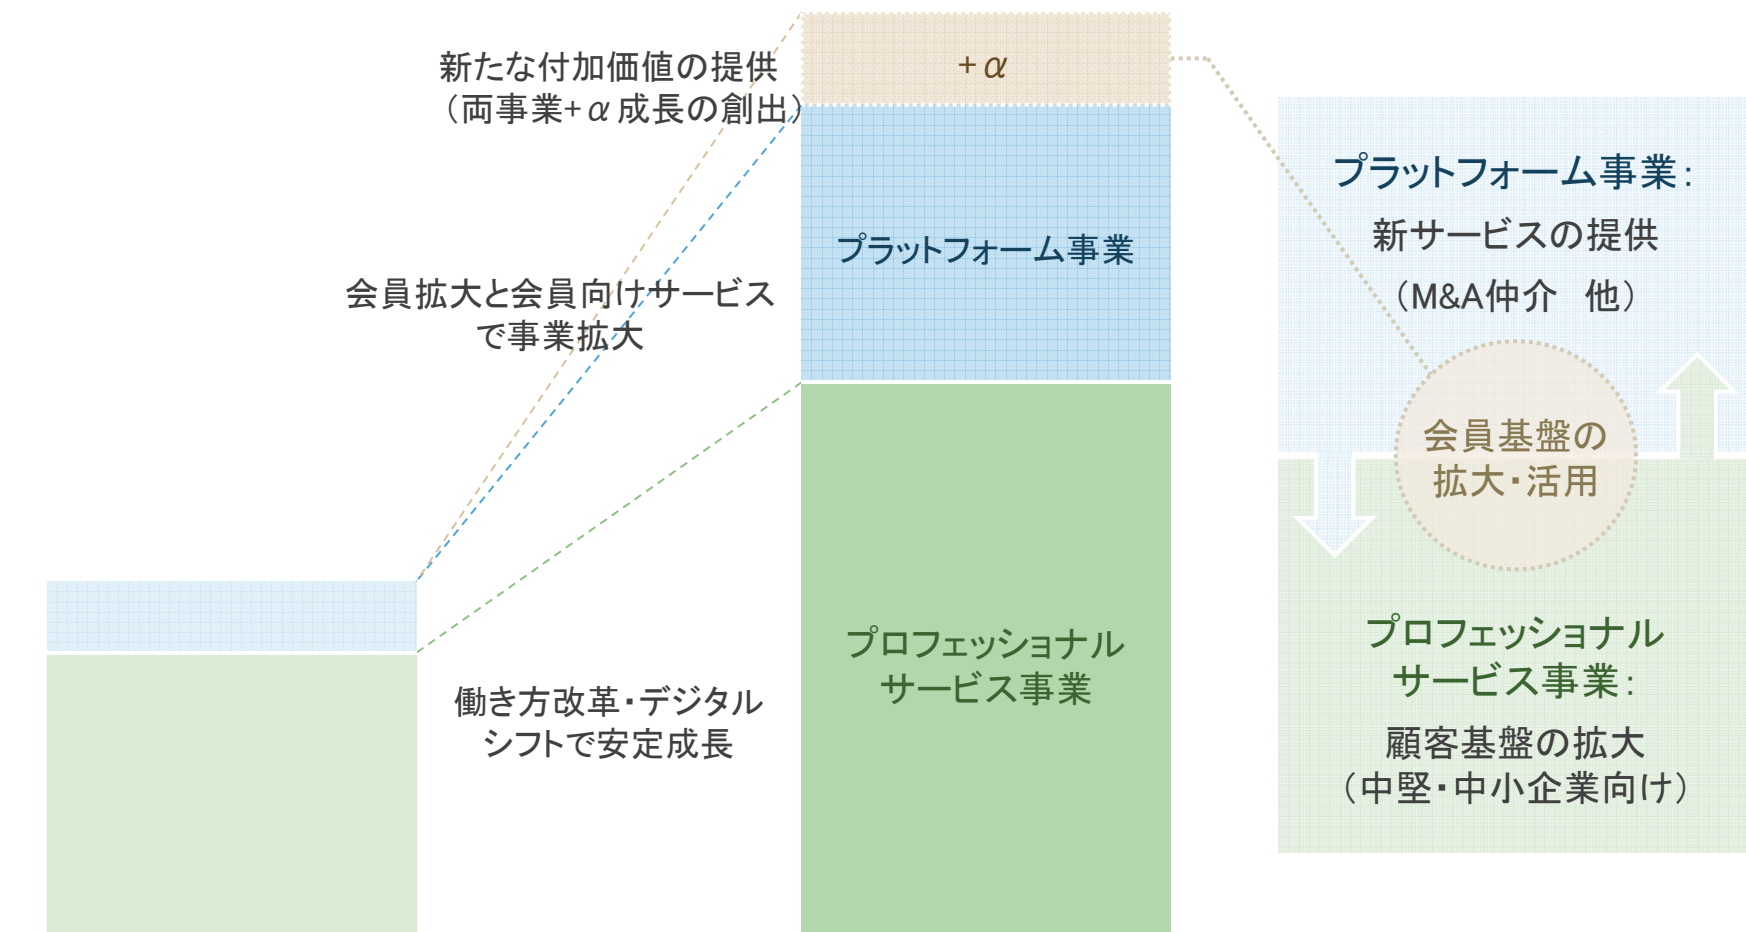 新たな付加価値の提供
（両事業+α成長の創出）
会員拡大と会員向けサービス
で事業拡大
働き方改革・デジタル
シフトで安定成長
+α
プラットフォーム事業
プロフェッショナル
サービス事業
プラットフォーム事業：
新サービスの提供
（M&A仲介　他）
会員基盤の
拡大・活用
プロフェッショナル
サービス事業：
顧客基盤の拡大
（中堅・中小企業向け）